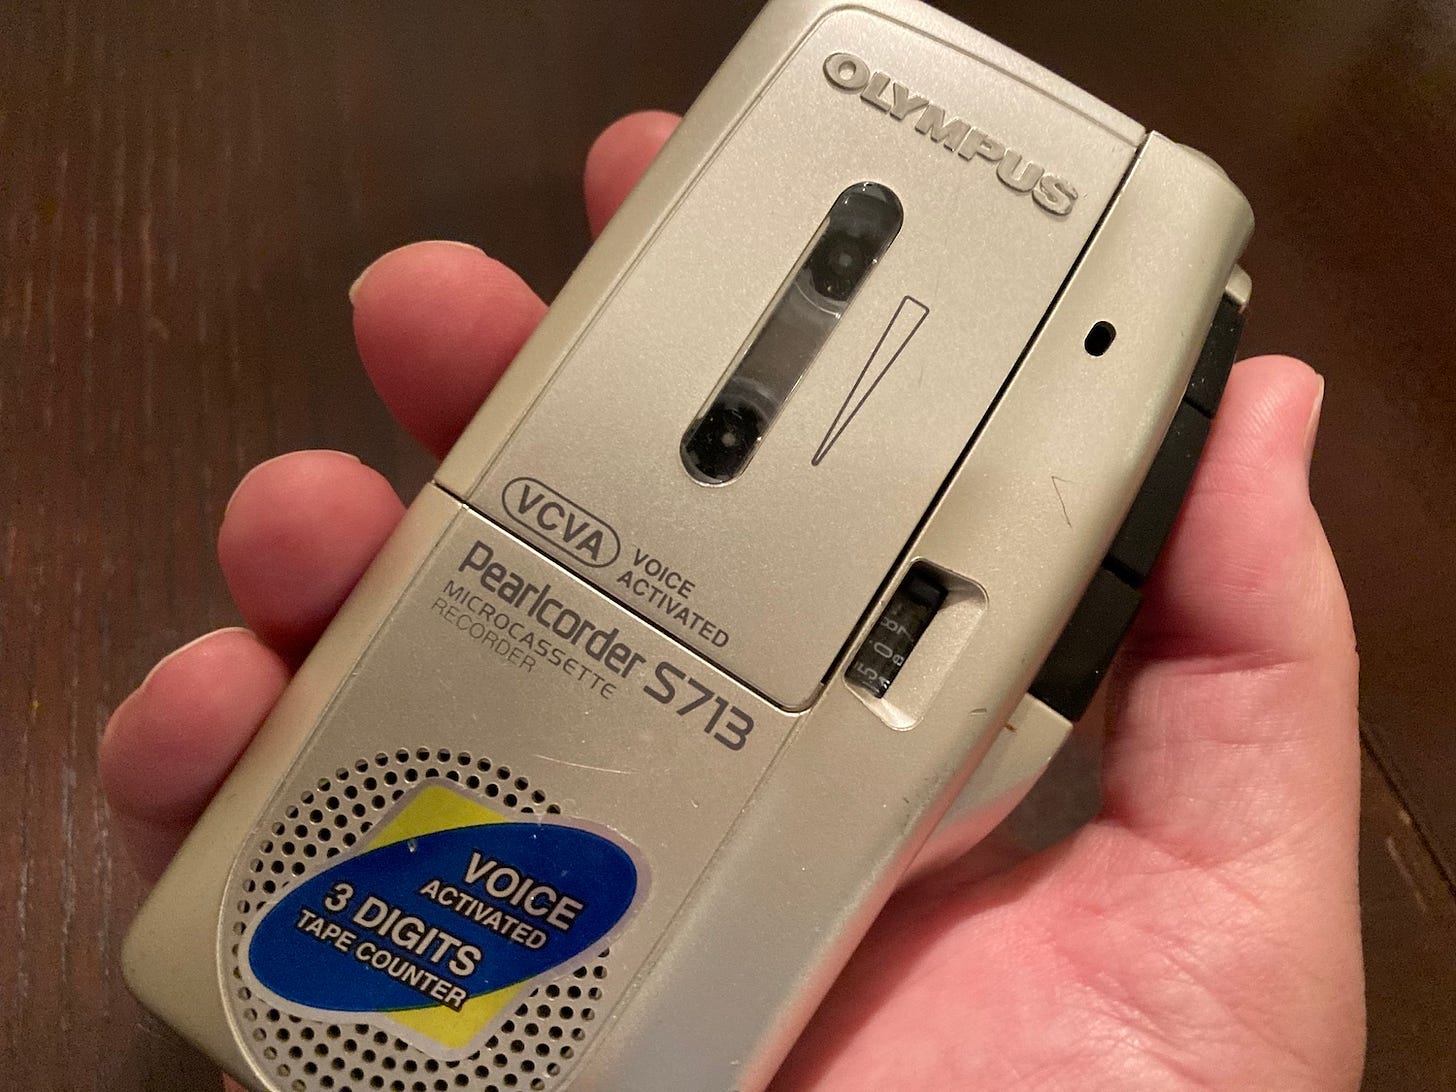 OLYMPUS
VCVA
VOICE
ACTIVATED
Pearlcorder S713
MICROCASSETTE
RECORDER
VOICE
ACTIVATED
3 DIGITS
TAPE COUNTER